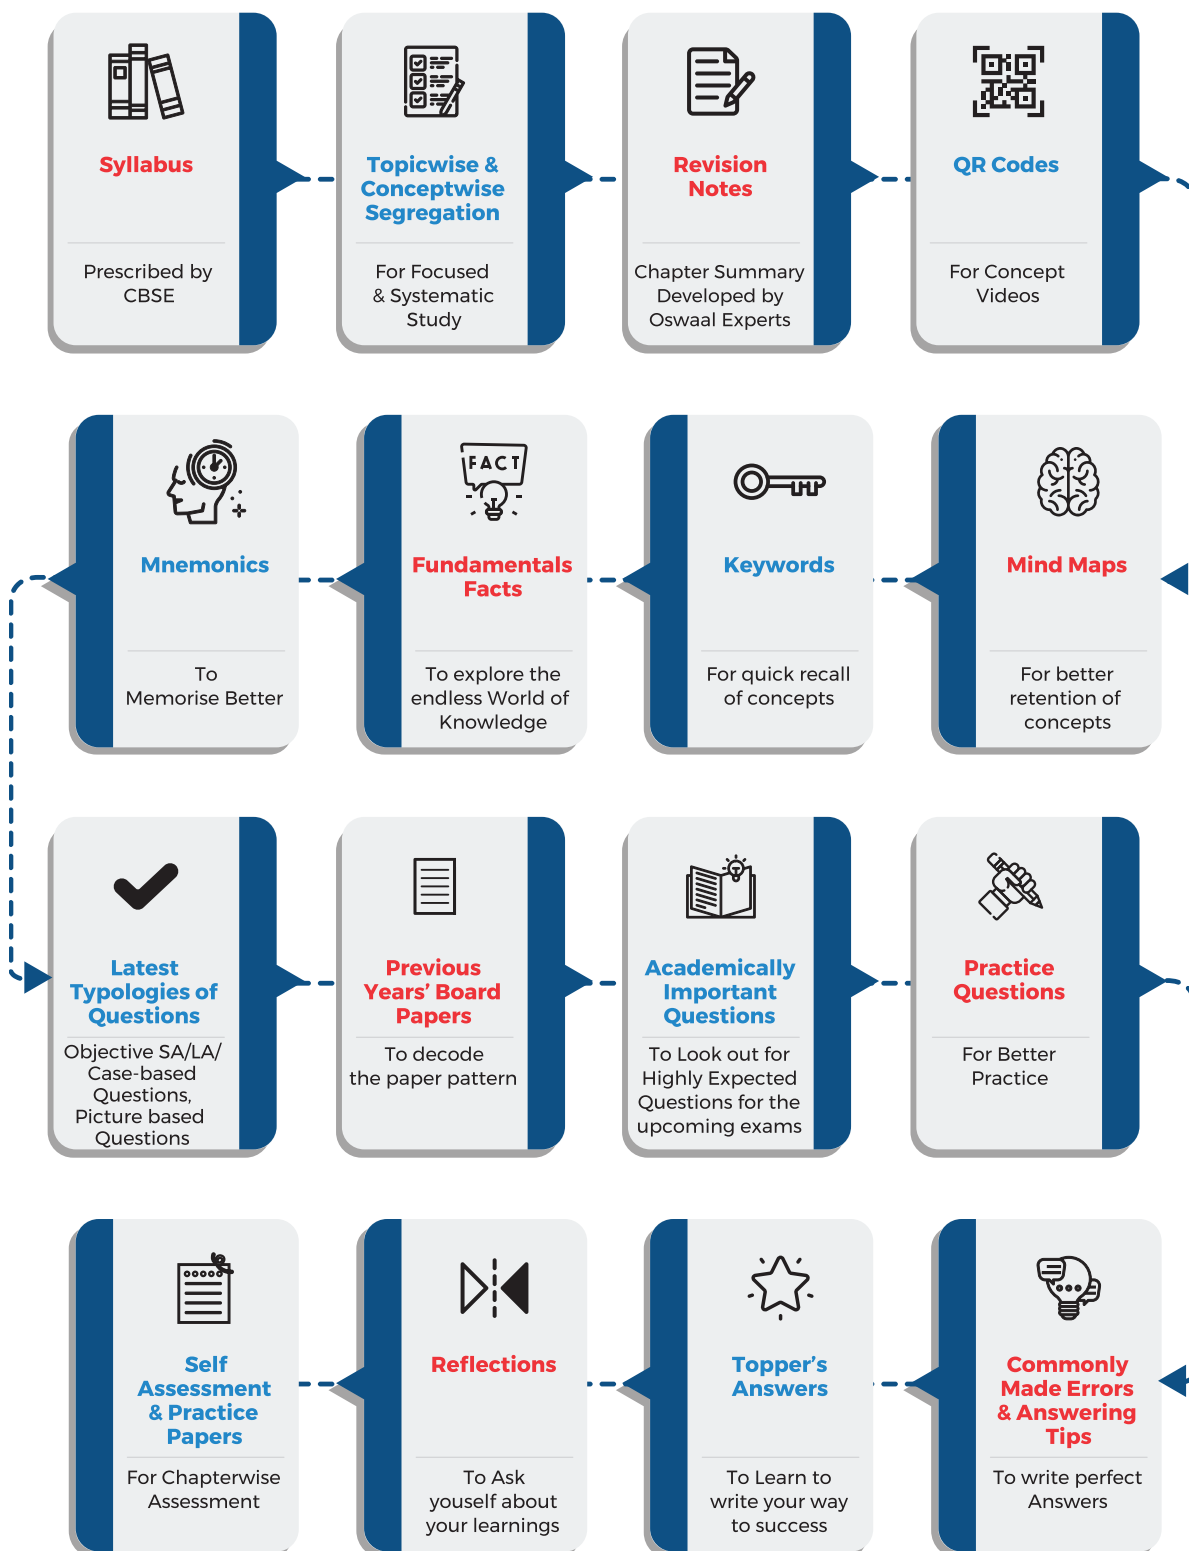 Syllabus
Prescribed by
CBSE
Topicwise &
Conceptwise
Segregation
For Focused
& Systematic
Study
Revision
Notes
Chapter Summary
Developed by
Oswaal Experts
QR Codes
For Concept
Videos
Mnemonics
To
Memorise Better
FACT
Fundamentals
Facts
To explore the
endless World of
Knowledge
Keywords
For quick recall
of concepts
Mind Maps
For better
retention of
concepts
Latest
Typologies of
Questions
Objective SA/LA/
Case-based
Questions,
Picture based
Questions
Previous
Years’ Board
Papers
To decode
the paper pattern
Academically
Important
Questions
To Look out for
Highly Expected
Questions for the
upcoming exams
Practice
Questions
For Better
Practice
Self
Assessment
& Practice
Papers
For Chapterwise
Assessment
Reflections
To Ask
youself about
your learnings
Topper’s
Answers
To Learn to
write your way
to success
Commonly
Made Errors
& Answering
Tips
To write perfect
Answers